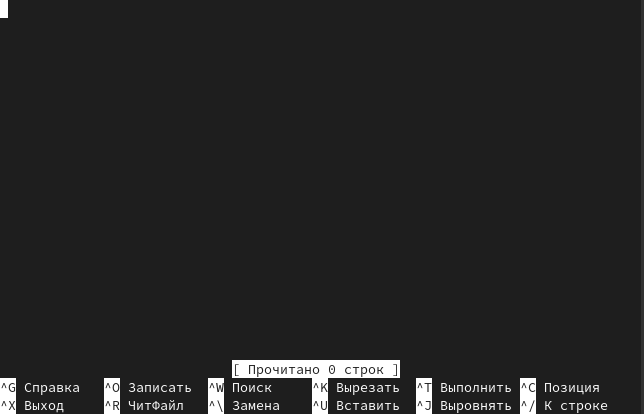 [ Прочитано 0 строк ]
^G Справка ^O Записать ^W Поиск ^K Вырезать ^T Выполнить ^C Позиция
^X Выход ^R ЧитФайл ^\ Замена ^U Вставить ^J Выровнять ^/ К строке